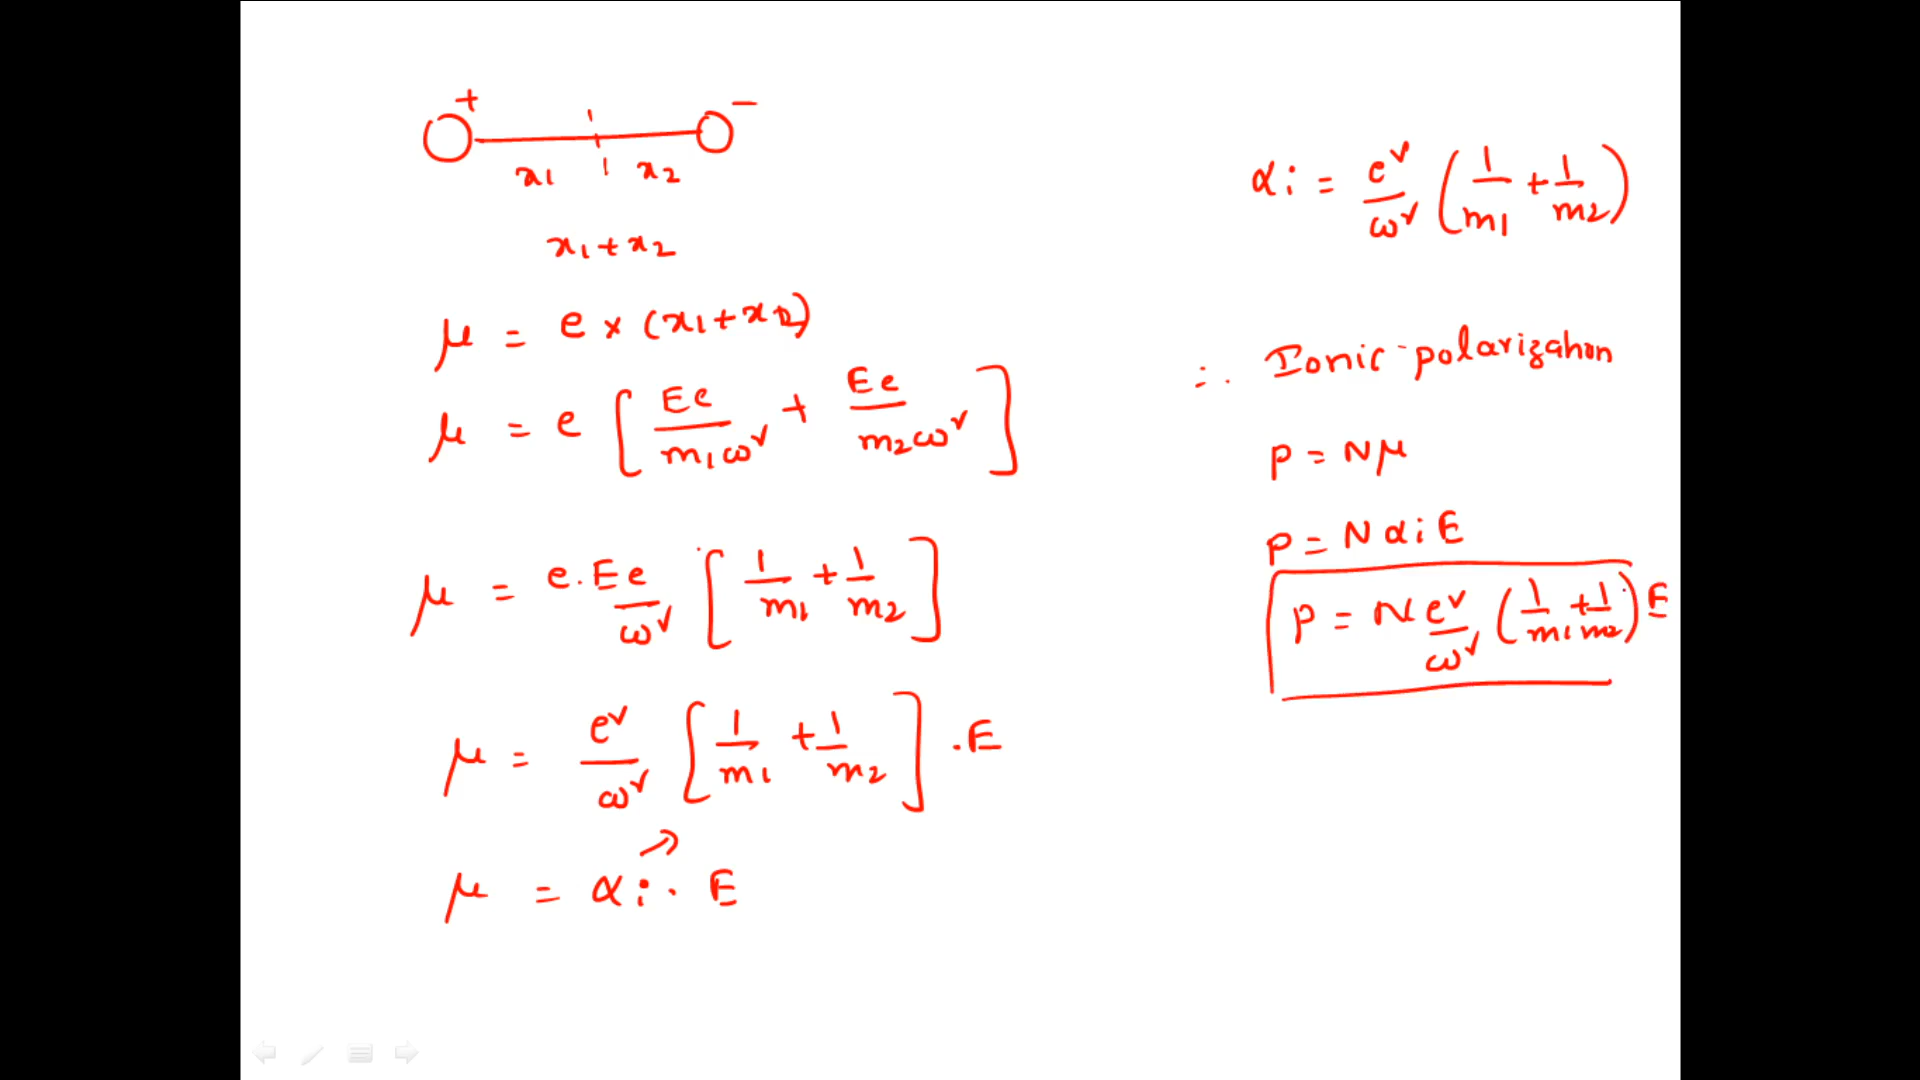 + −
x₁ x₂
x₁ + x₂
μ = e × (x₁ + x₂)
μ = e [ Ee/m₁ω² + Ee/m₂ω² ]
μ = e.Ee/ω² [ 1/m₁ + 1/m₂ ]
μ = e²/ω² [ 1/m₁ + 1/m₂ ] . E
μ = αi . E
αi = e²/ω² ( 1/m₁ + 1/m₂ )
∴ Ionic-polarization
P = Nμ
P = N αi E
P = N e²/ω² ( 1/m₁ + 1/m₂ ) E